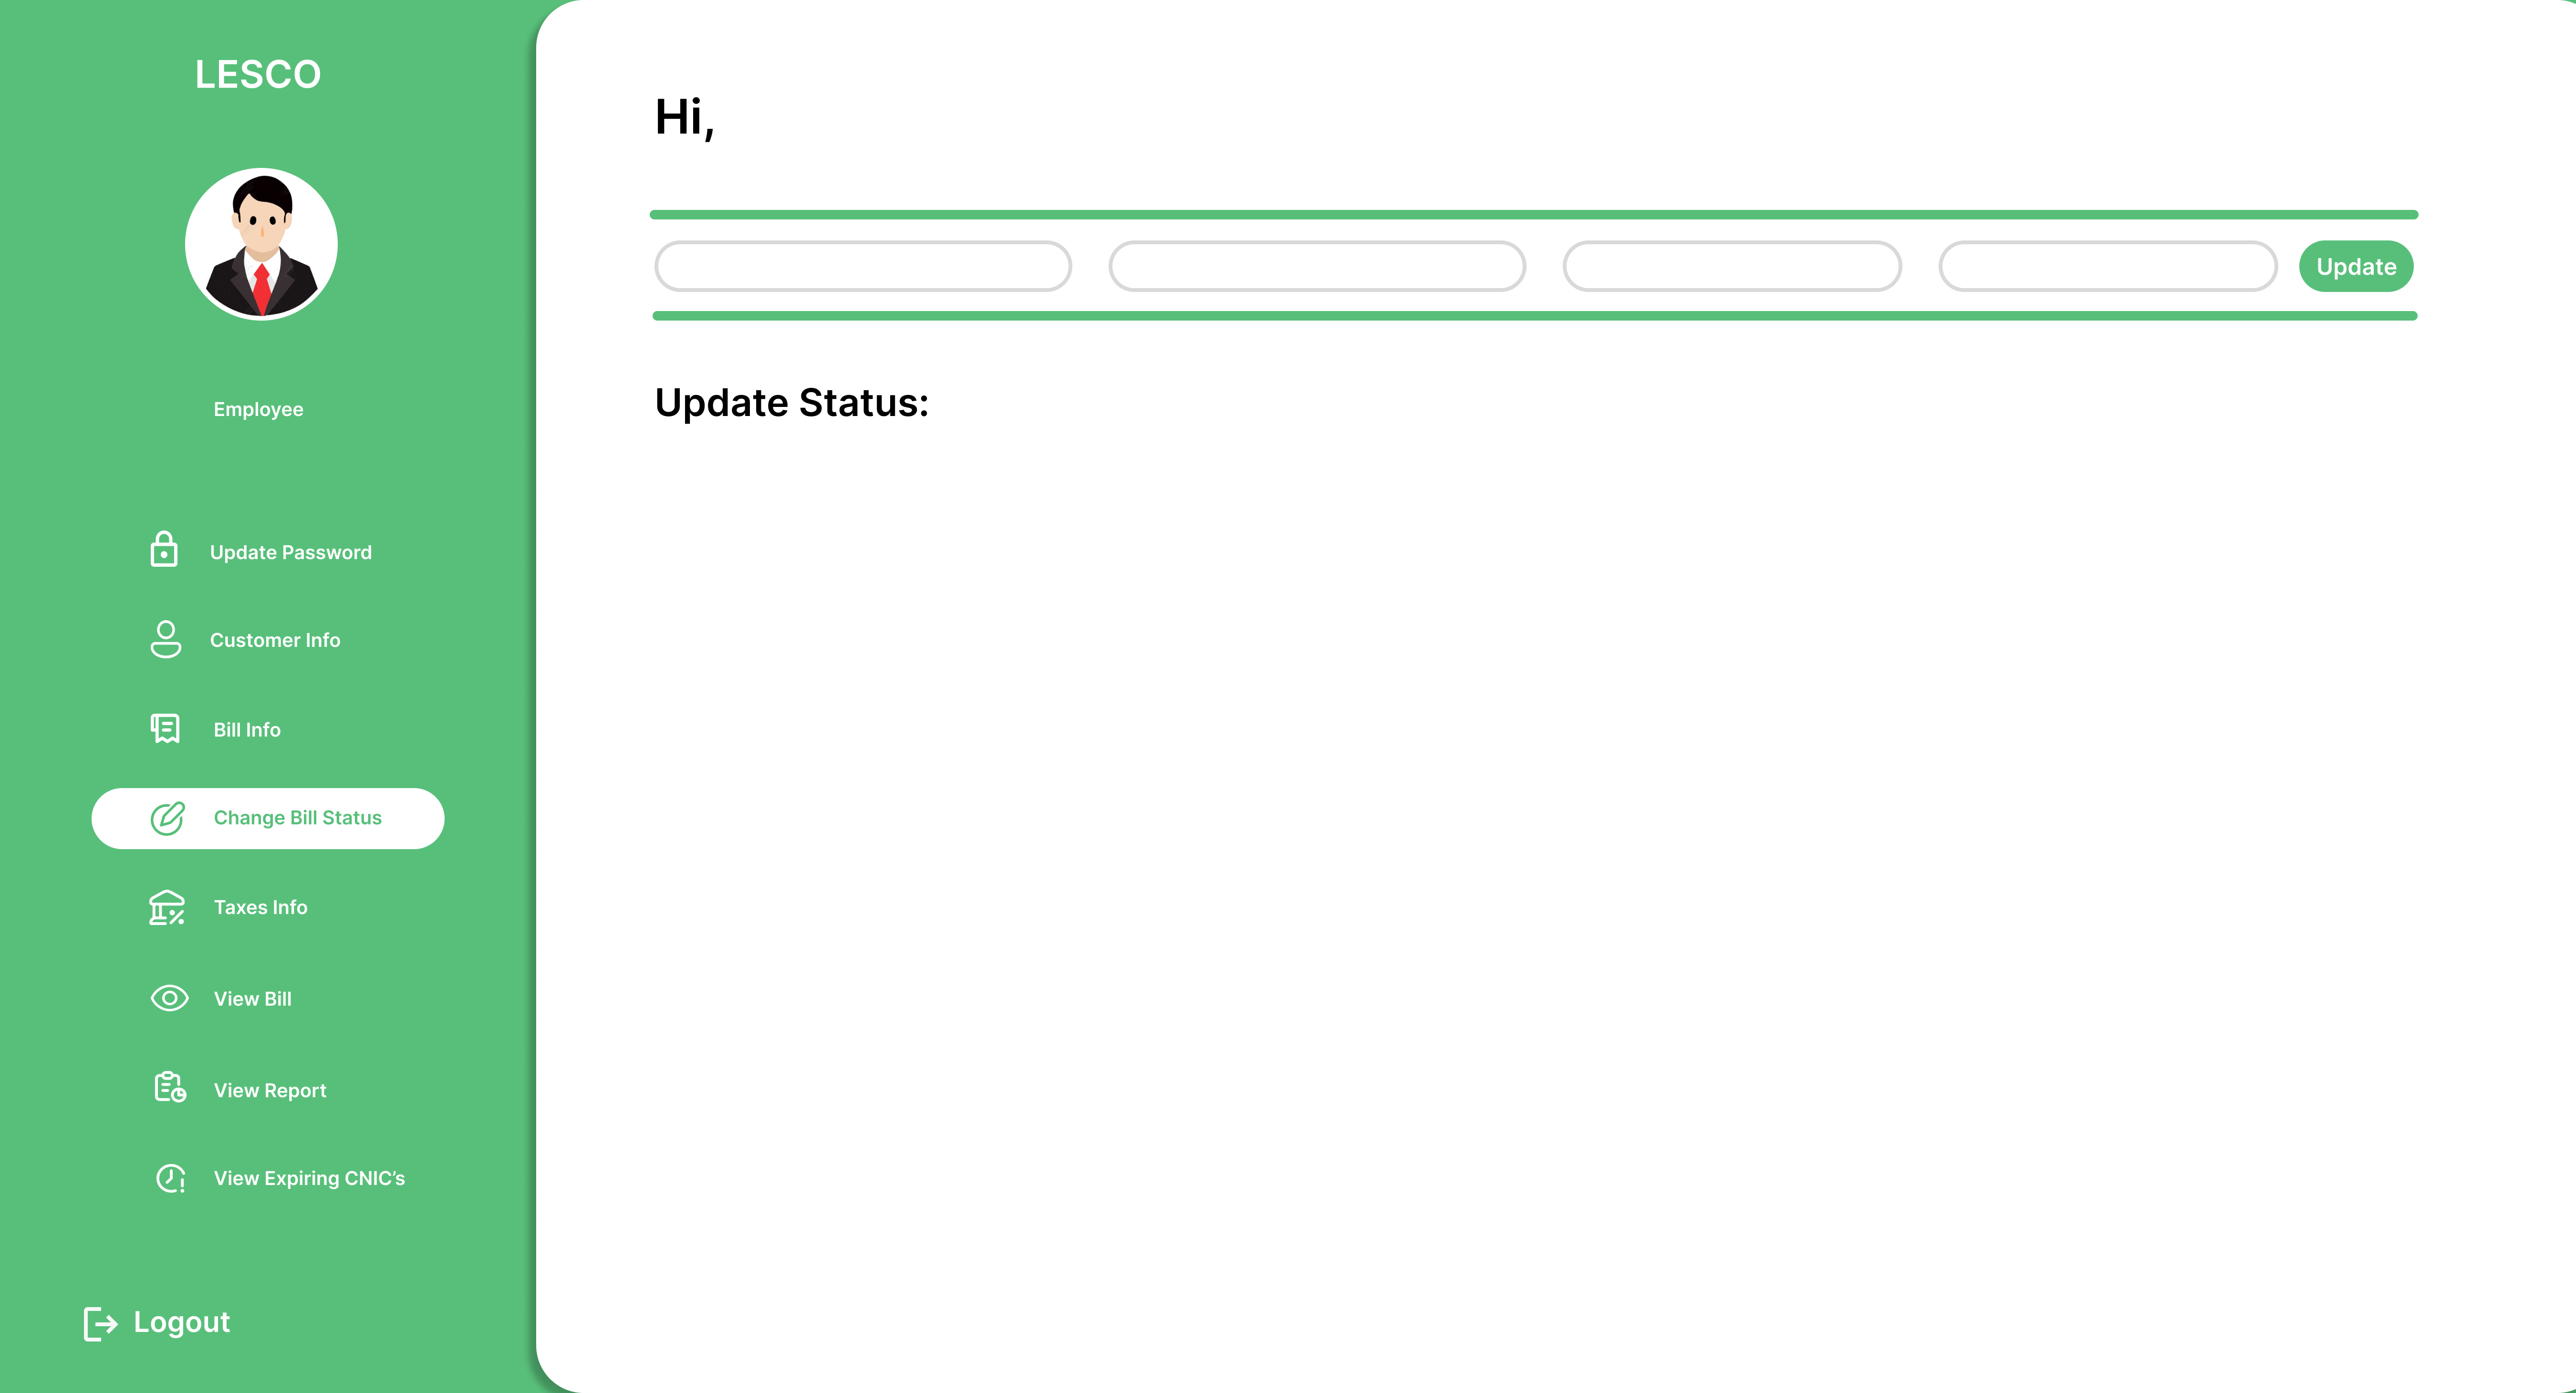 LESCO
Employee
Update Password
Customer Info
Bill Info
Change Bill Status
Taxes Info
View Bill
View Report
View Expiring CNIC’s
Logout
Hi,
Update
Update Status: